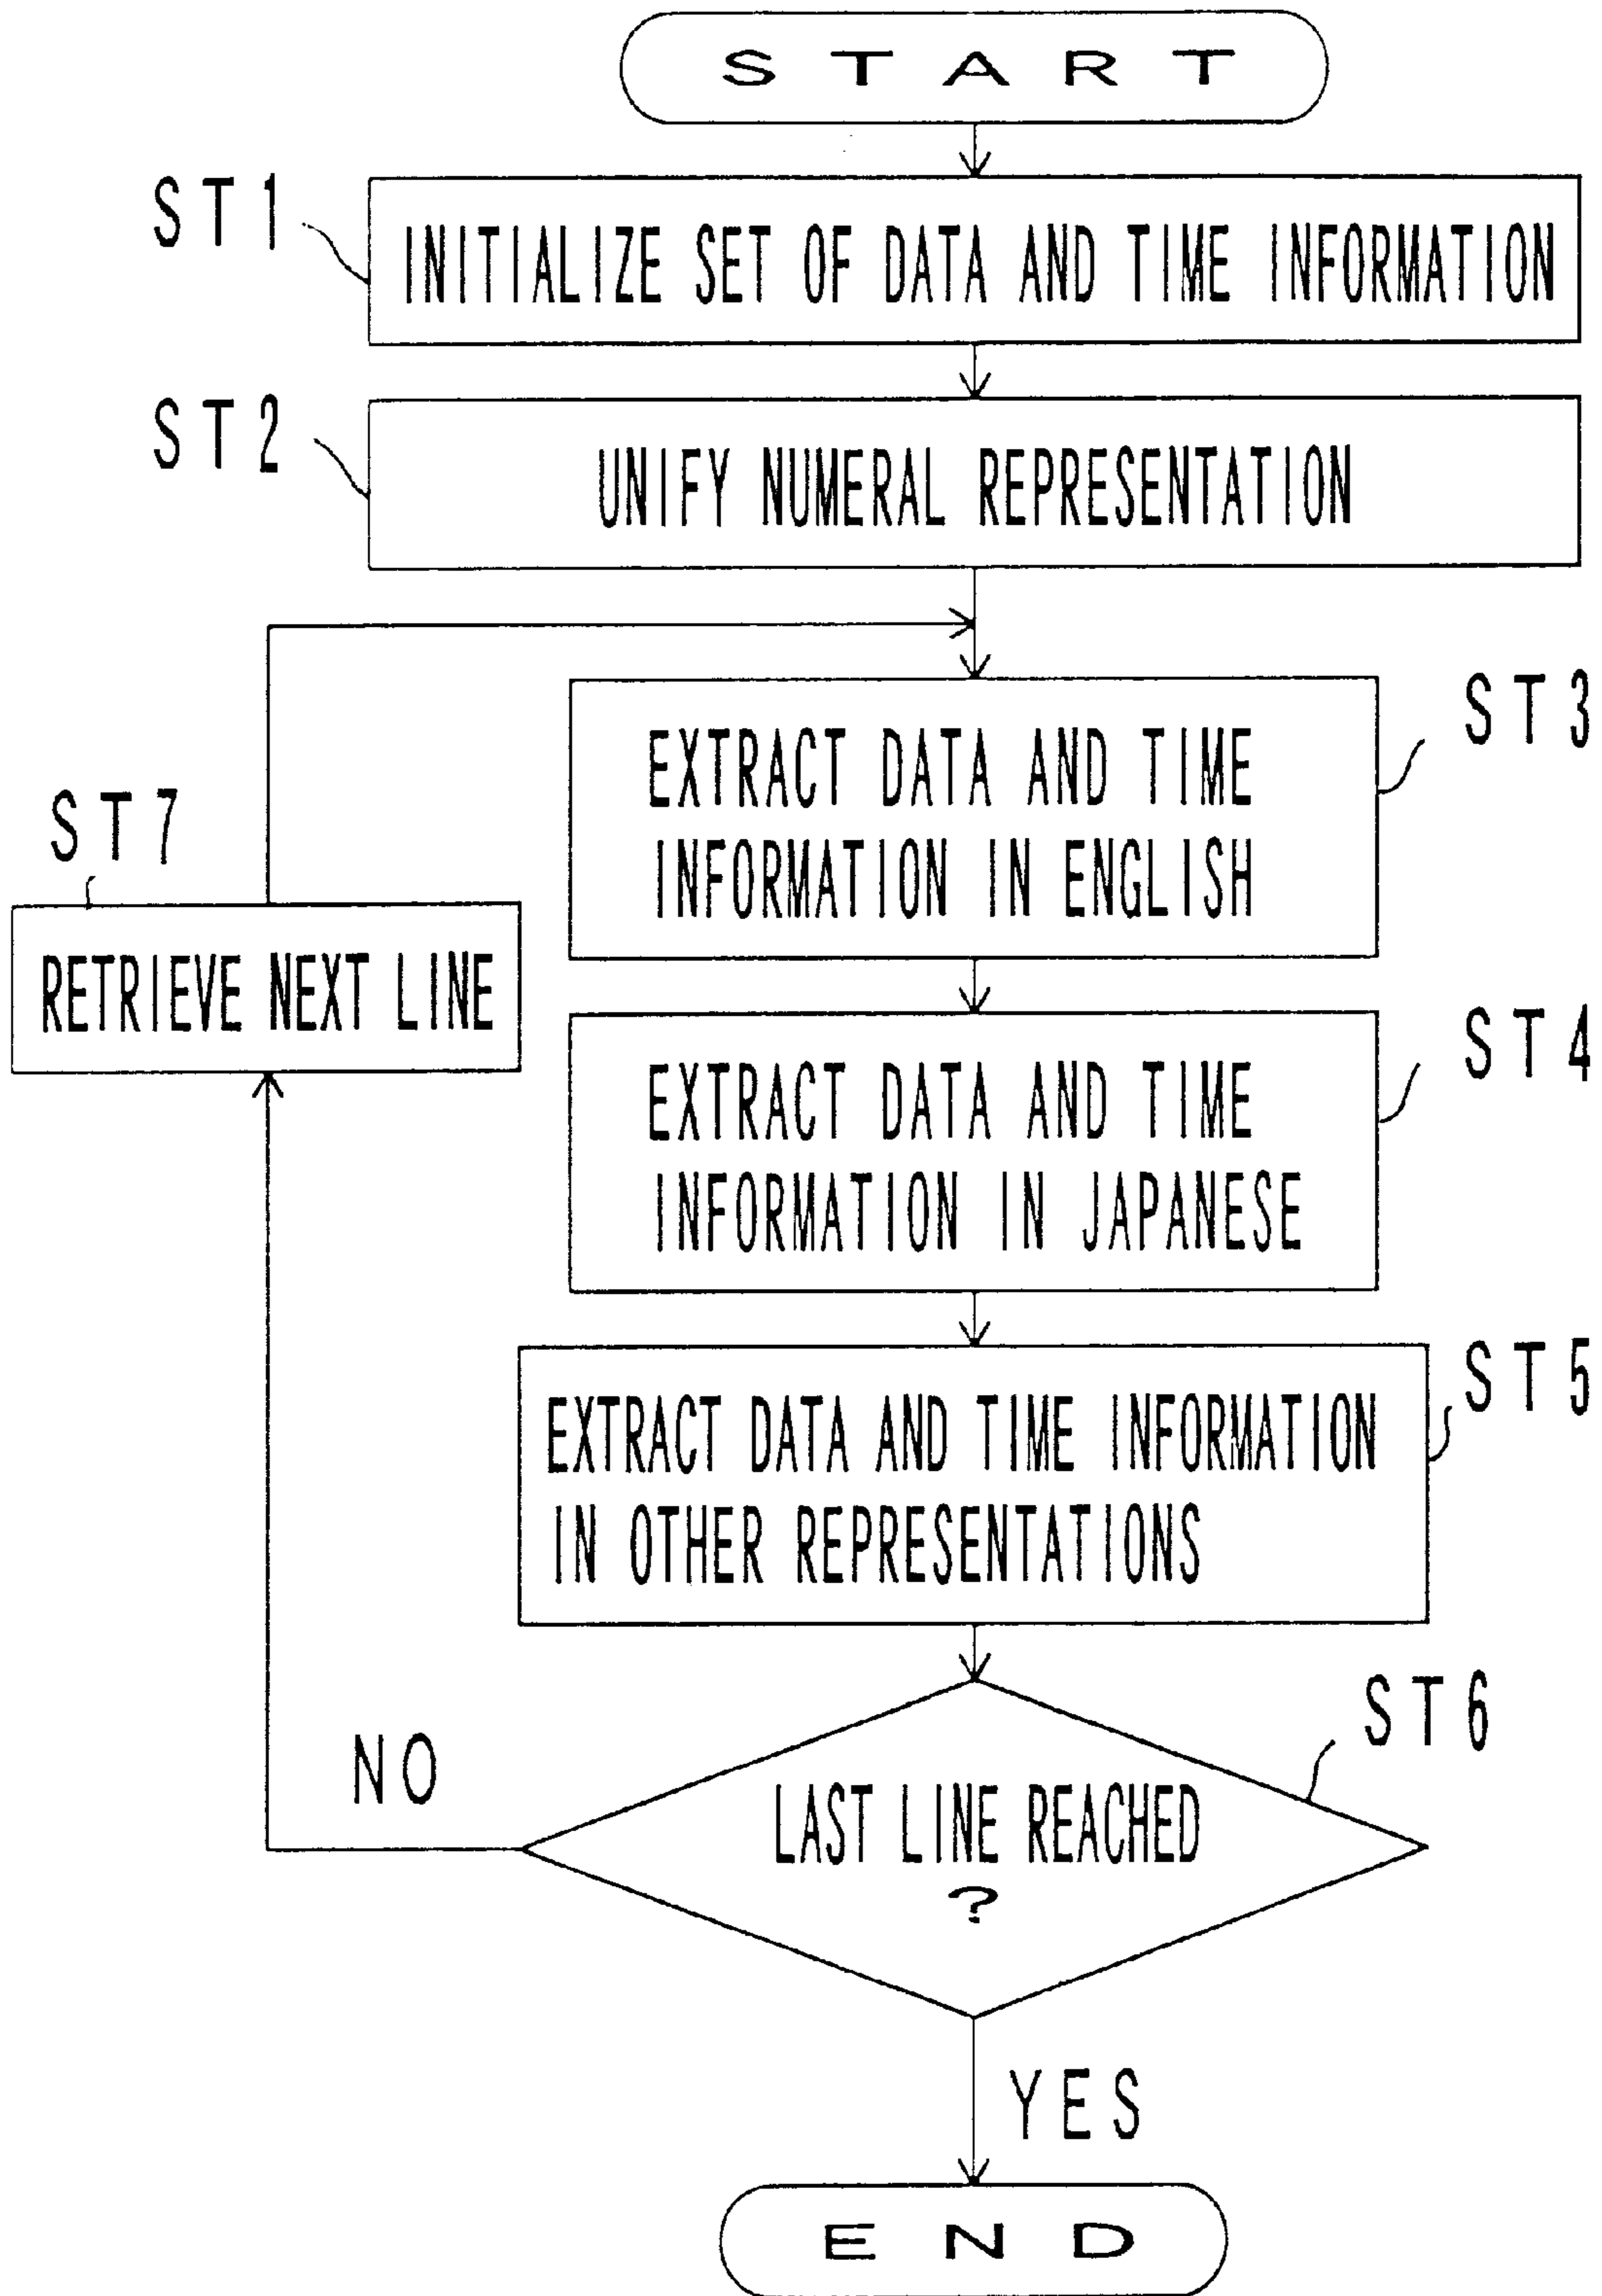 START
ST1
INITIALIZE SET OF DATA AND TIME INFORMATION
ST2
UNIFY NUMERAL REPRESENTATION
ST3
EXTRACT DATA AND TIME
INFORMATION IN ENGLISH
ST7
RETRIEVE NEXT LINE
ST4
EXTRACT DATA AND TIME
INFORMATION IN JAPANESE
ST5
EXTRACT DATA AND TIME INFORMATION
IN OTHER REPRESENTATIONS
ST6
NO
LAST LINE REACHED
?
YES
END